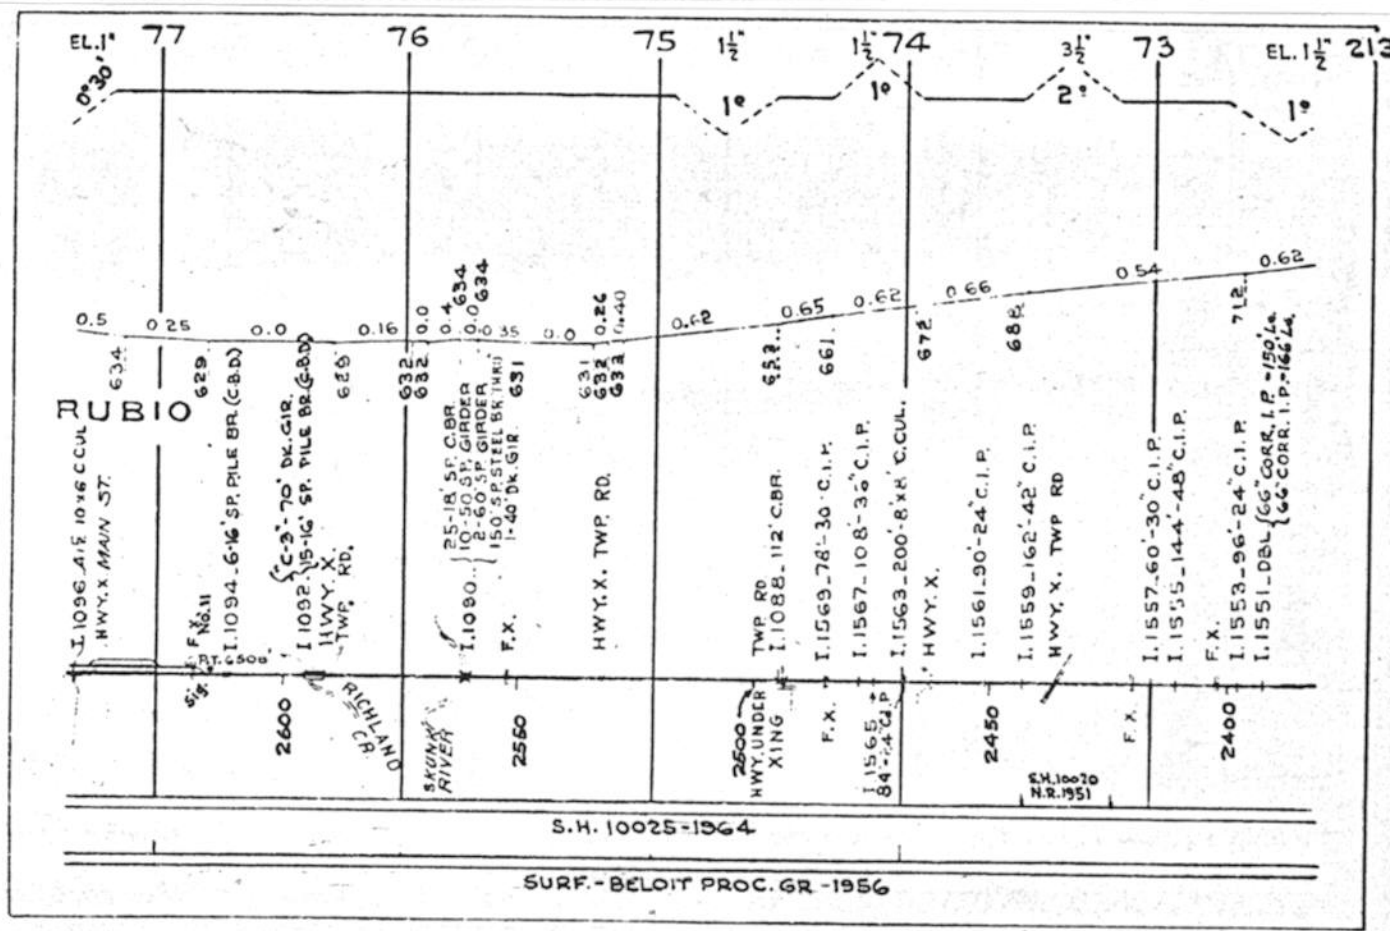 EL.1" 77 76 75 1½" 1½" 74 3½" 73 EL.1½" 213
0°30' 1° 1° 2° 1°
0.5 0.25 0.0 0.16 0.0 0.4 0.0 0.35 0.0 0.26 0.40 0.62 0.65 0.62 0.66 0.54 0.62
634 629 629 632 632 634 634 631 631 632 633 653 661 672 688 712
RUBIO
I.1096
HWY.X MAIN ST.
F.X.
No.11
I.1094-6-16' SP. PILE BR. (C.B.D.)
"C-3"-70' DK.GIR.
I.1092 15-16' SP. PILE BR. (C.B.D.)
HWY. X.
TWP. RD.
25-18' SP. C.BR.
10-50' SP. GIRDER
2-60' SP. GIRDER
150' SP. STEEL BR. (THRU)
1-40' DK. GIR.
I.1090
F.X.
HWY. X. TWP. RD.
TWP RD
I.1088-112' C.BR.
I.1569-78'-30" C.I.P.
I.1567-108'-36" C.I.P.
I.1563-200'-8'x8' C.CUL.
HWY. X.
I.1561-90'-24" C.I.P.
I.1559-162'-42" C.I.P.
HWY. X. TWP RD
I.1557-60'-30" C.I.P.
I.1555-144'-48" C.I.P.
F.X.
I.1553-96'-24" C.I.P.
I.1551-DBL. {66" CORR. I.P.-150' Lg.
66" CORR. I.P.-166' Lg.
P.T. 6508'
Sig.
2600
RICHLAND
CR.
SKUNK
RIVER
2550
2500
HWY. UNDER
XING
F.X.
I.1565
2450
S.H. 10020
N.R. 1951
F.X.
2400
S.H. 10025-1964
SURF.-BELOIT PROC. GR.-1956